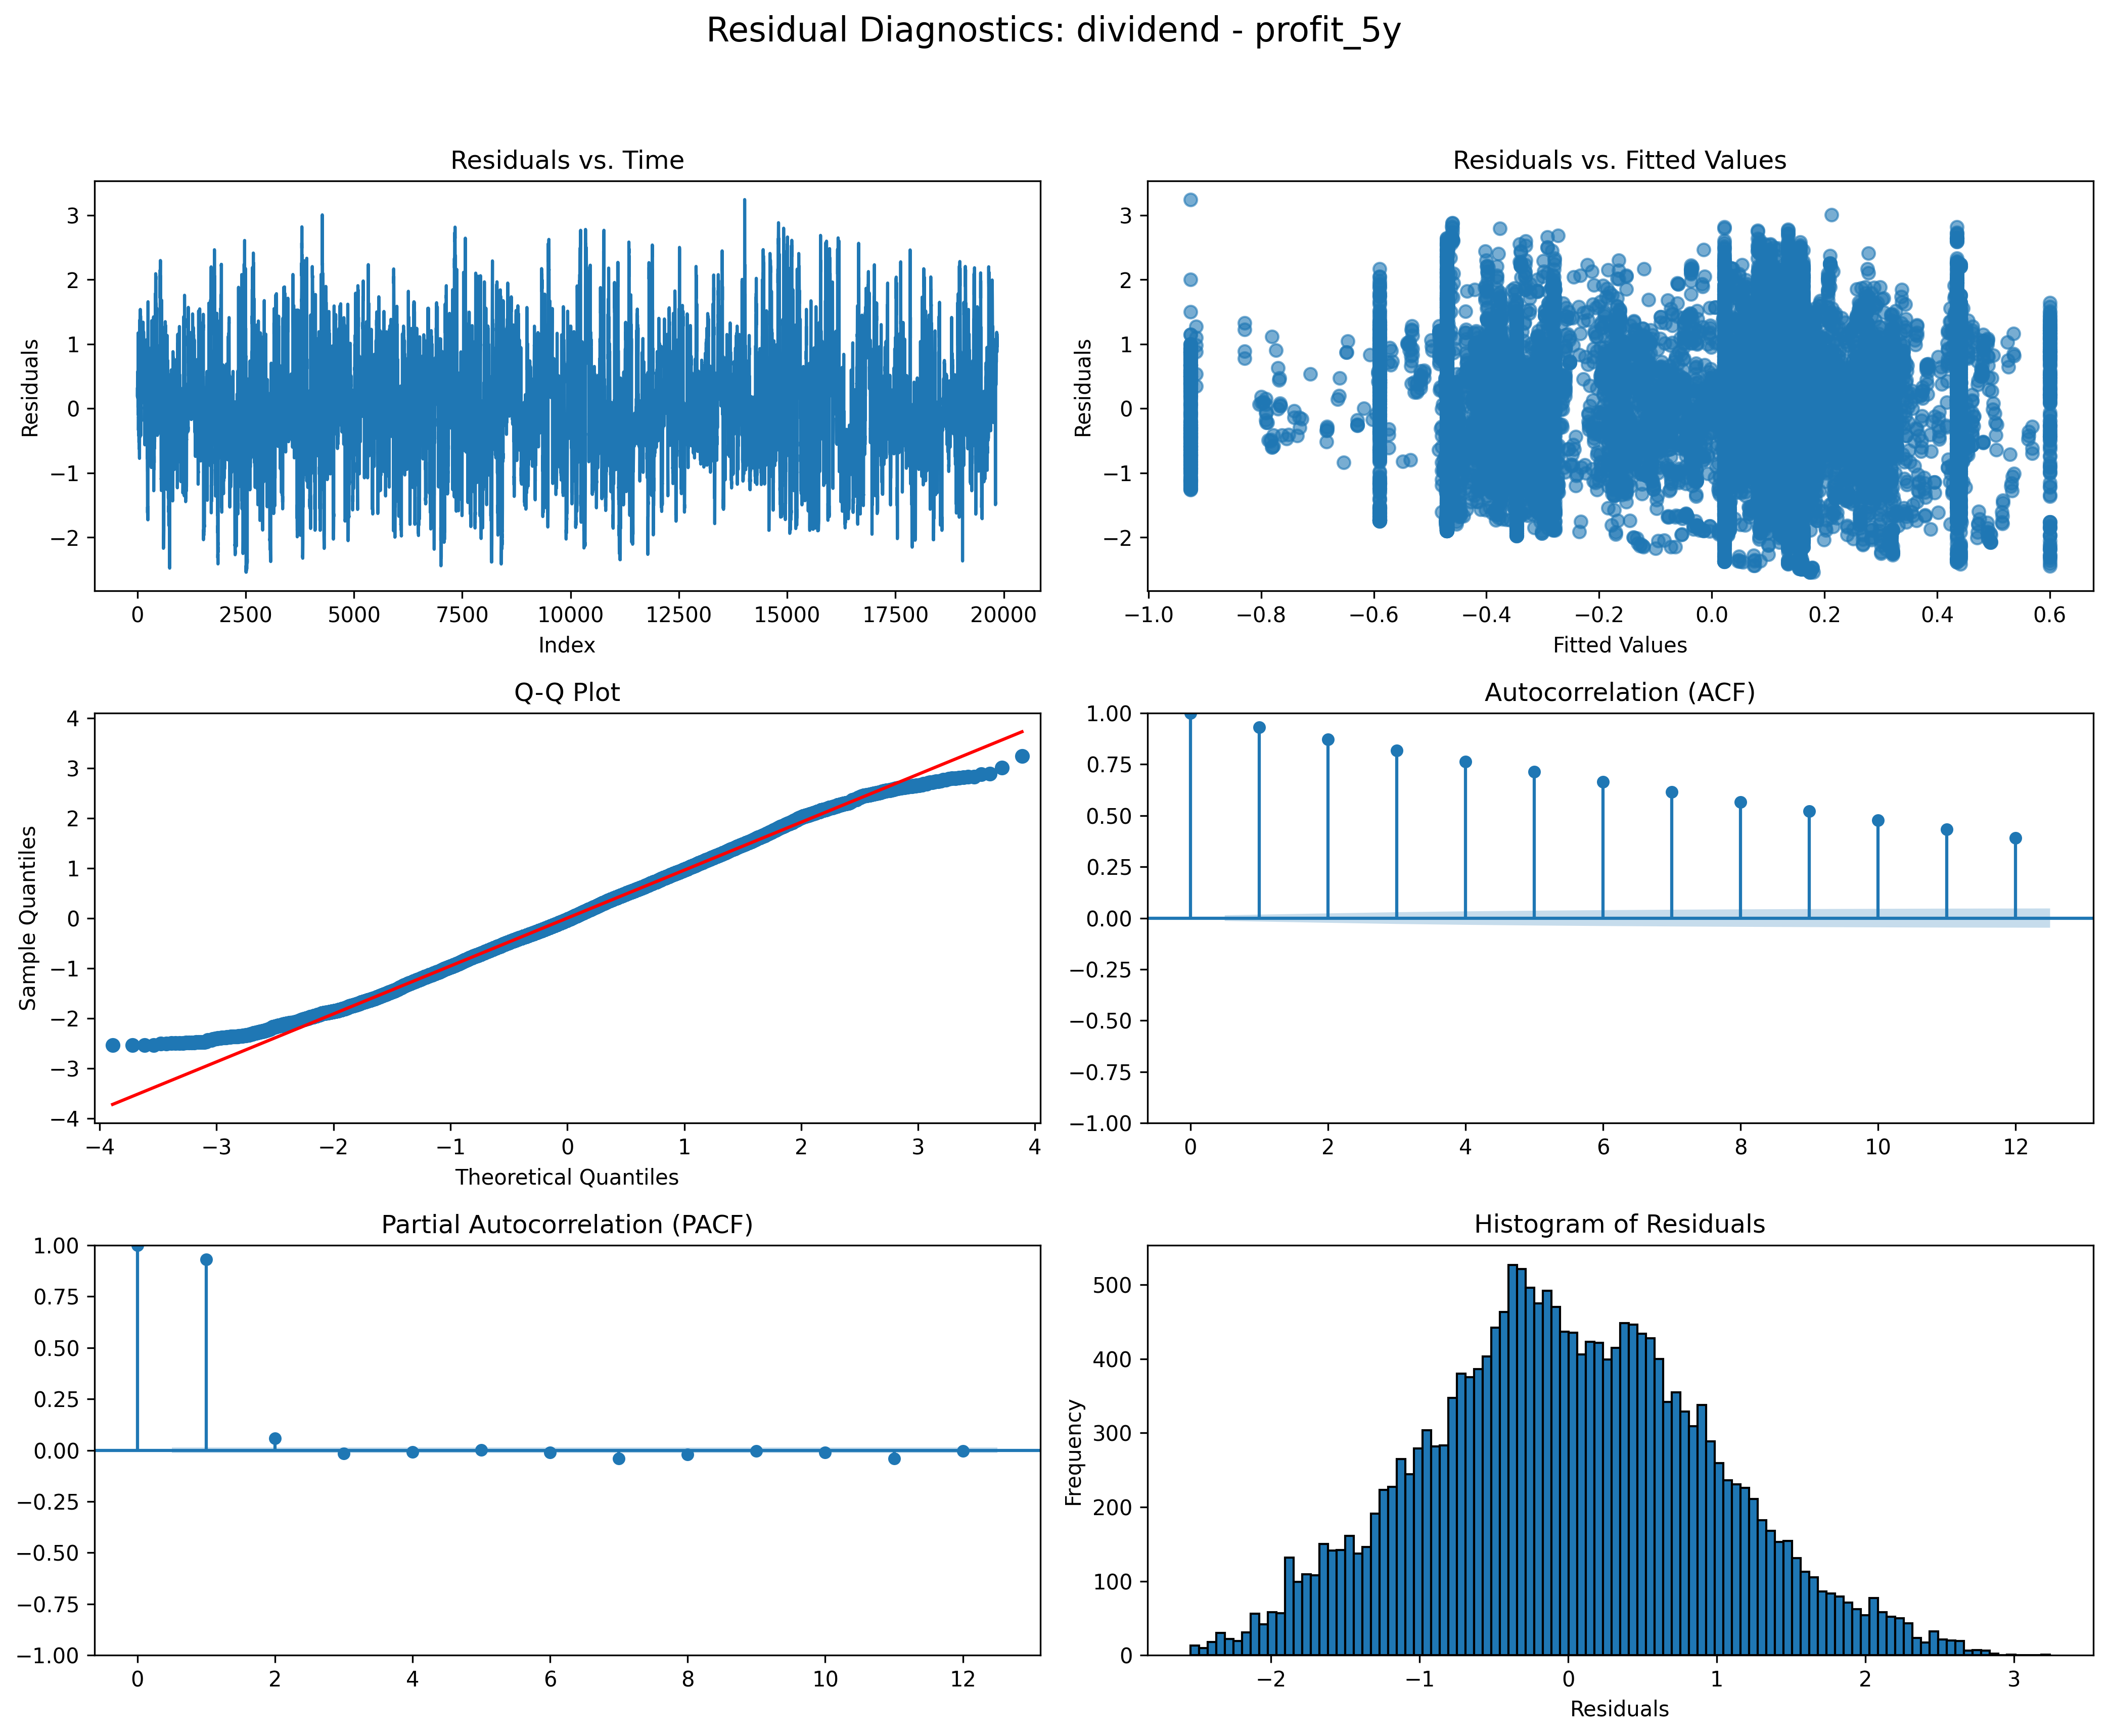 Residual Diagnostics: dividend - profit_5y
Residuals vs. Time
Residuals
3
2
1
0
−1
−2
0 2500 5000 7500 10000 12500 15000 17500 20000
Index
Residuals vs. Fitted Values
Residuals
3
2
1
0
−1
−2
−1.0 −0.8 −0.6 −0.4 −0.2 0.0 0.2 0.4 0.6
Fitted Values
Q-Q Plot
Sample Quantiles
4
3
2
1
0
−1
−2
−3
−4
−4 −3 −2 −1 0 1 2 3 4
Theoretical Quantiles
Autocorrelation (ACF)
1.00
0.75
0.50
0.25
0.00
−0.25
−0.50
−0.75
−1.00
0 2 4 6 8 10 12
Partial Autocorrelation (PACF)
1.00
0.75
0.50
0.25
0.00
−0.25
−0.50
−0.75
−1.00
0 2 4 6 8 10 12
Histogram of Residuals
Frequency
500
400
300
200
100
0
−2 −1 0 1 2 3
Residuals